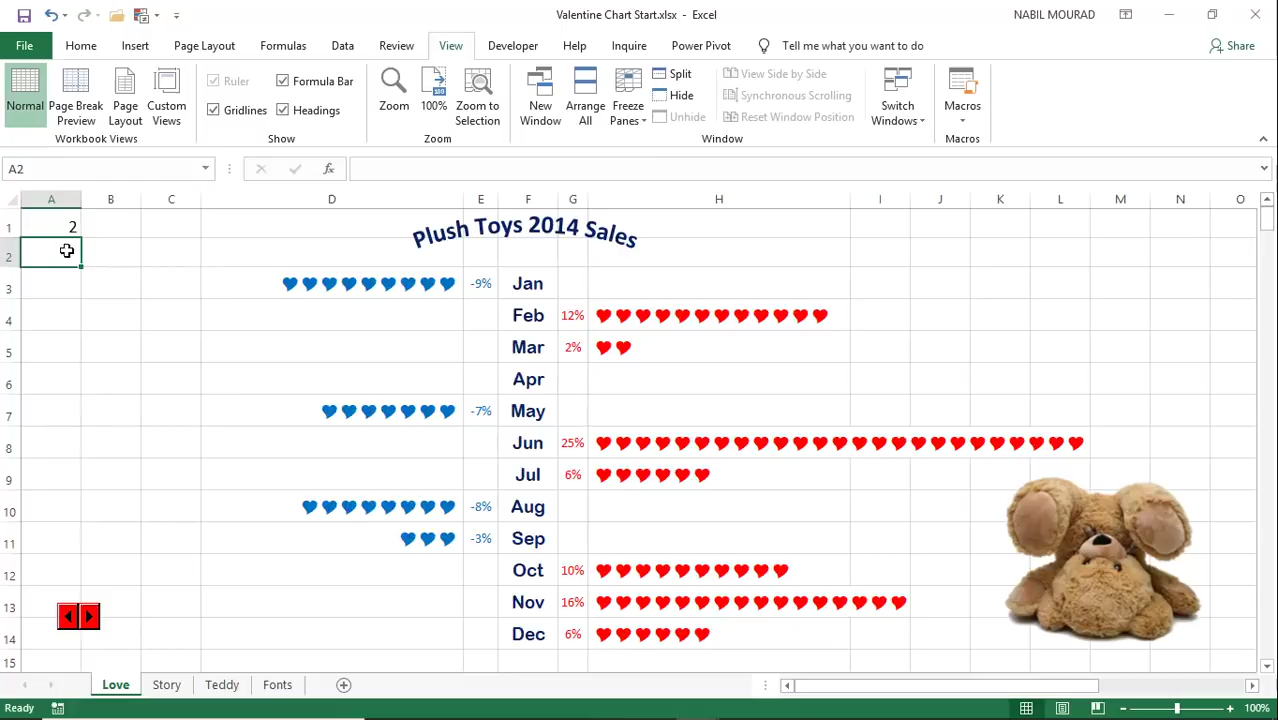 Valentine Chart Start.xlsx - Excel
NABIL MOURAD
File Home Insert Page Layout Formulas Data Review View Developer Help Inquire Power Pivot Tell me what you want to do Share
Normal
Page Break Preview
Page Layout
Custom Views
Ruler
Formula Bar
Gridlines
Headings
Zoom
100%
Zoom to Selection
New Window
Arrange All
Freeze Panes
Split
Hide
Unhide
View Side by Side
Synchronous Scrolling
Reset Window Position
Switch Windows
Macros
Workbook Views Show Zoom Window Macros
A2 fx
A B C D E F G H I J K L M N O
1 2 Plush Toys 2014 Sales
2
3 -9% Jan
4 Feb 12%
5 Mar 2%
6 Apr
7 -7% May
8 Jun 25%
9 Jul 6%
10 -8% Aug
11 -3% Sep
12 Oct 10%
13 Nov 16%
14 Dec 6%
15
Love Story Teddy Fonts
Ready 100%